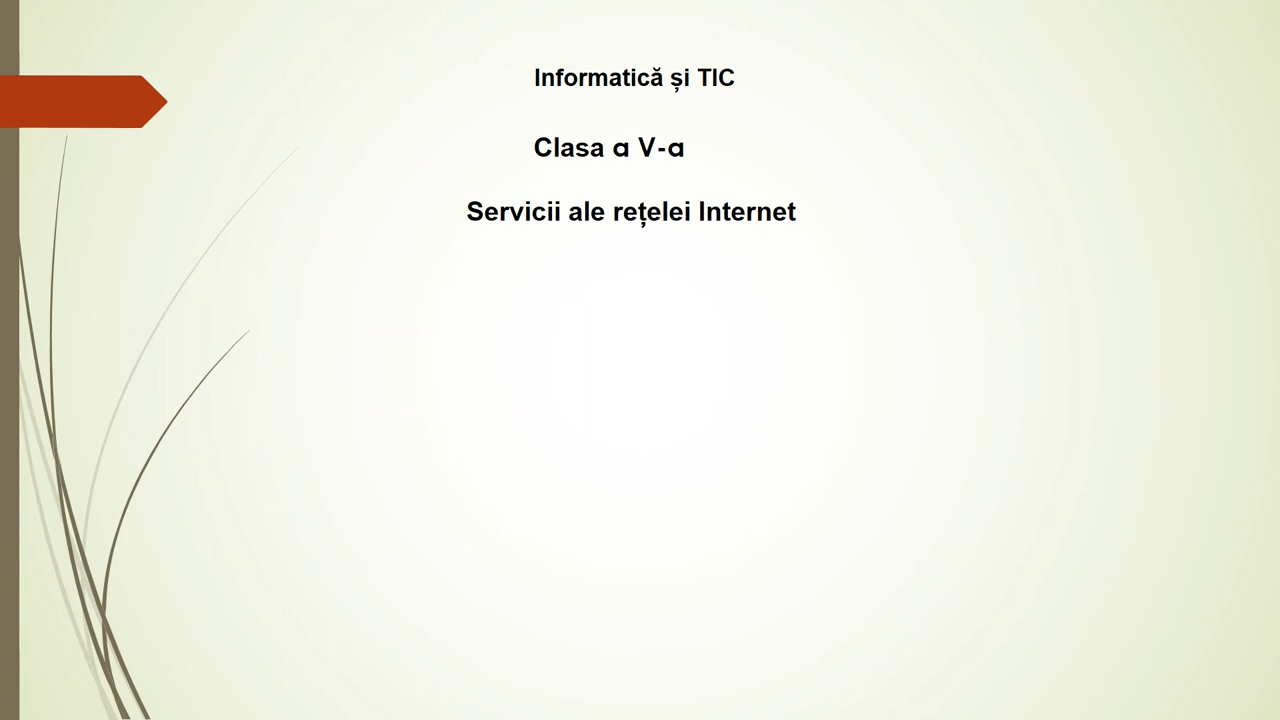 Informatică și TIC
Clasa a V-a
Servicii ale rețelei Internet